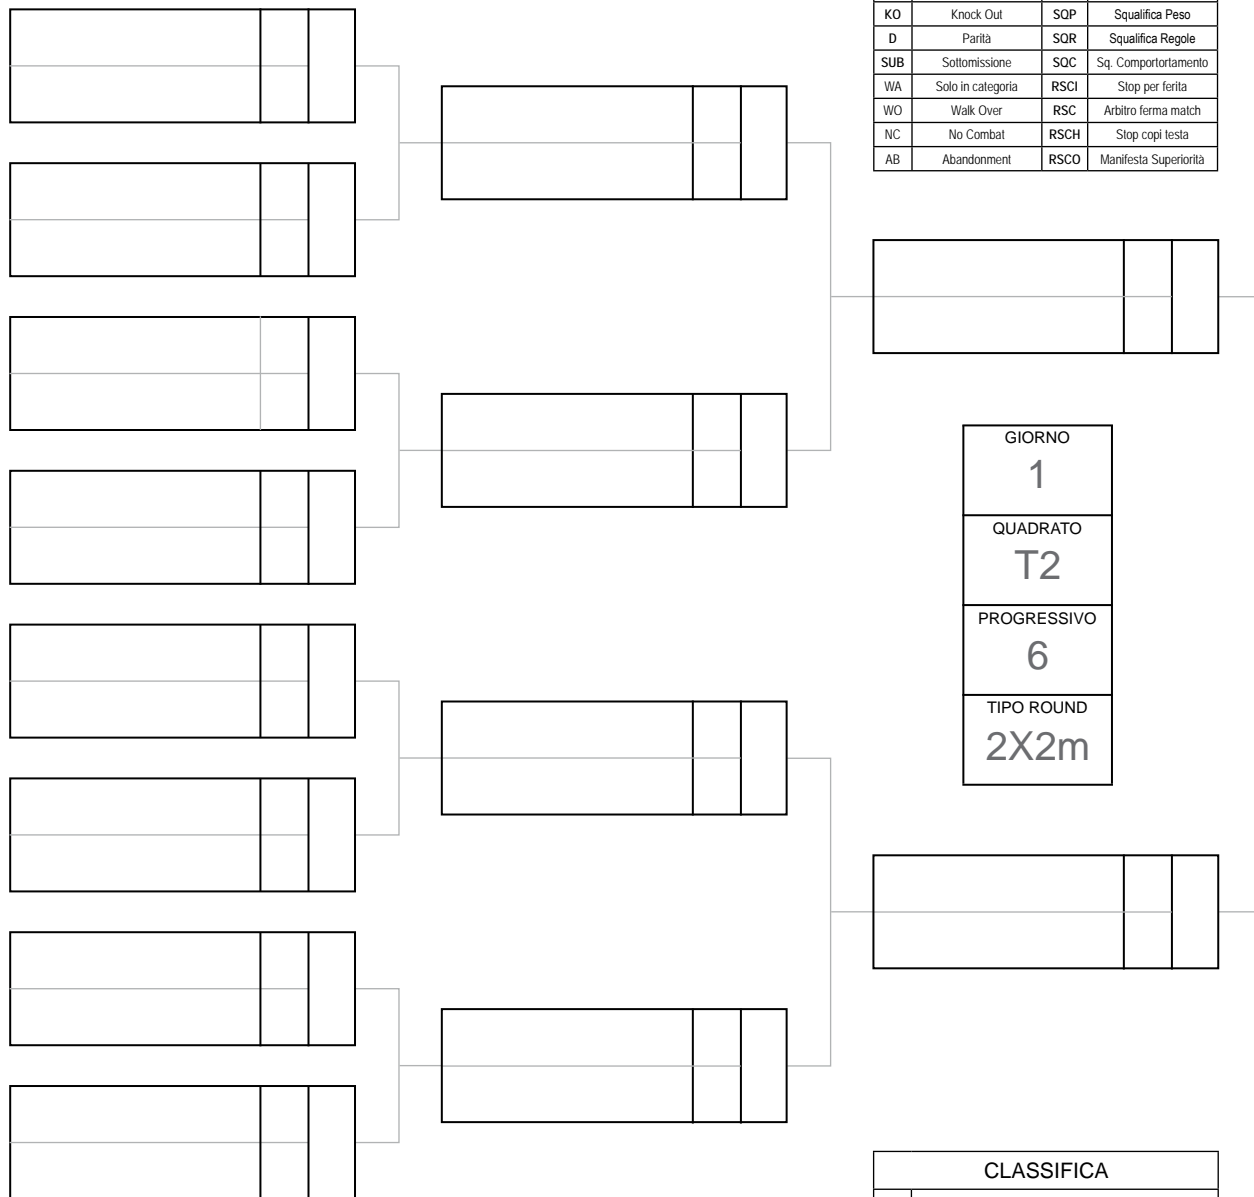 KO Knock Out SQP Squalifica Peso
D Parità SQR Squalifica Regole
SUB Sottomissione SQC Sq. Comportortamento
WA Solo in categoria RSCI Stop per ferita
WO Walk Over RSC Arbitro ferma match
NC No Combat RSCH Stop copi testa
AB Abandonment RSCO Manifesta Superiorità
GIORNO
1
QUADRATO
T2
PROGRESSIVO
6
TIPO ROUND
2X2m
CLASSIFICA